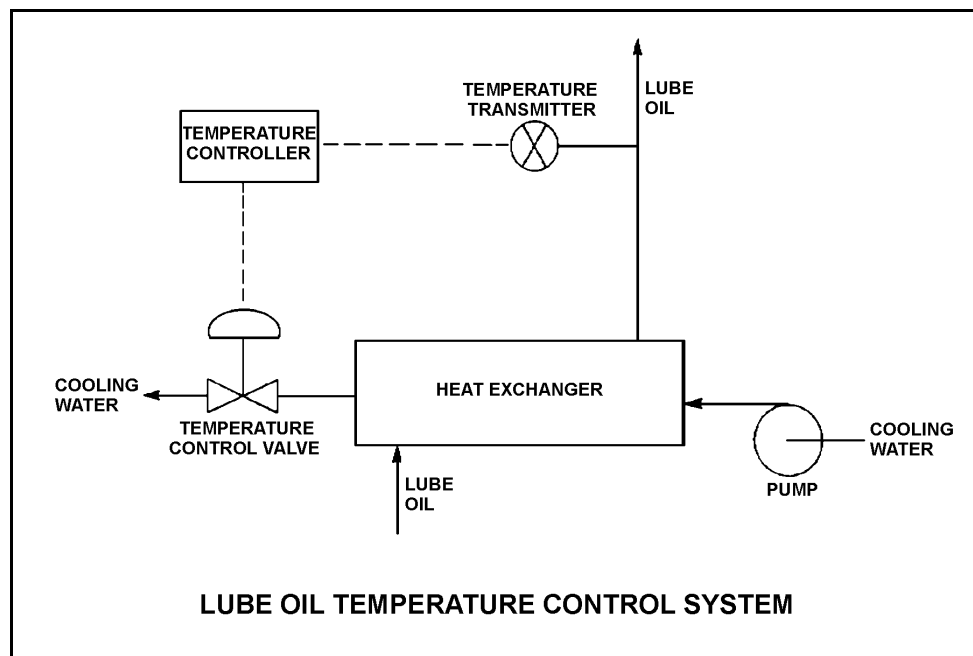 TEMPERATURE
TRANSMITTER
LUBE
OIL
TEMPERATURE
CONTROLLER
COOLING
WATER
TEMPERATURE
CONTROL VALVE
HEAT EXCHANGER
COOLING
WATER
PUMP
LUBE
OIL
LUBE OIL TEMPERATURE CONTROL SYSTEM